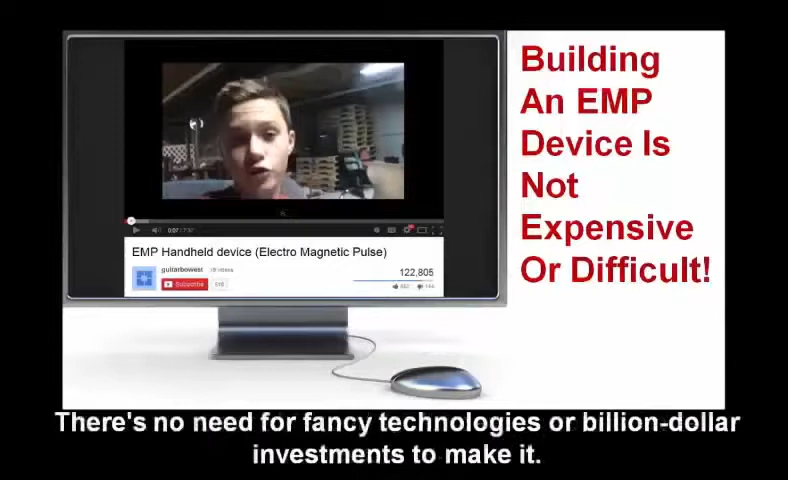 Building
An EMP
Device Is
Not
Expensive
Or Difficult!
EMP Handheld device (Electro Magnetic Pulse)
guitarbowest
Subscribe
122,805
There's no need for fancy technologies or billion-dollar
investments to make it.